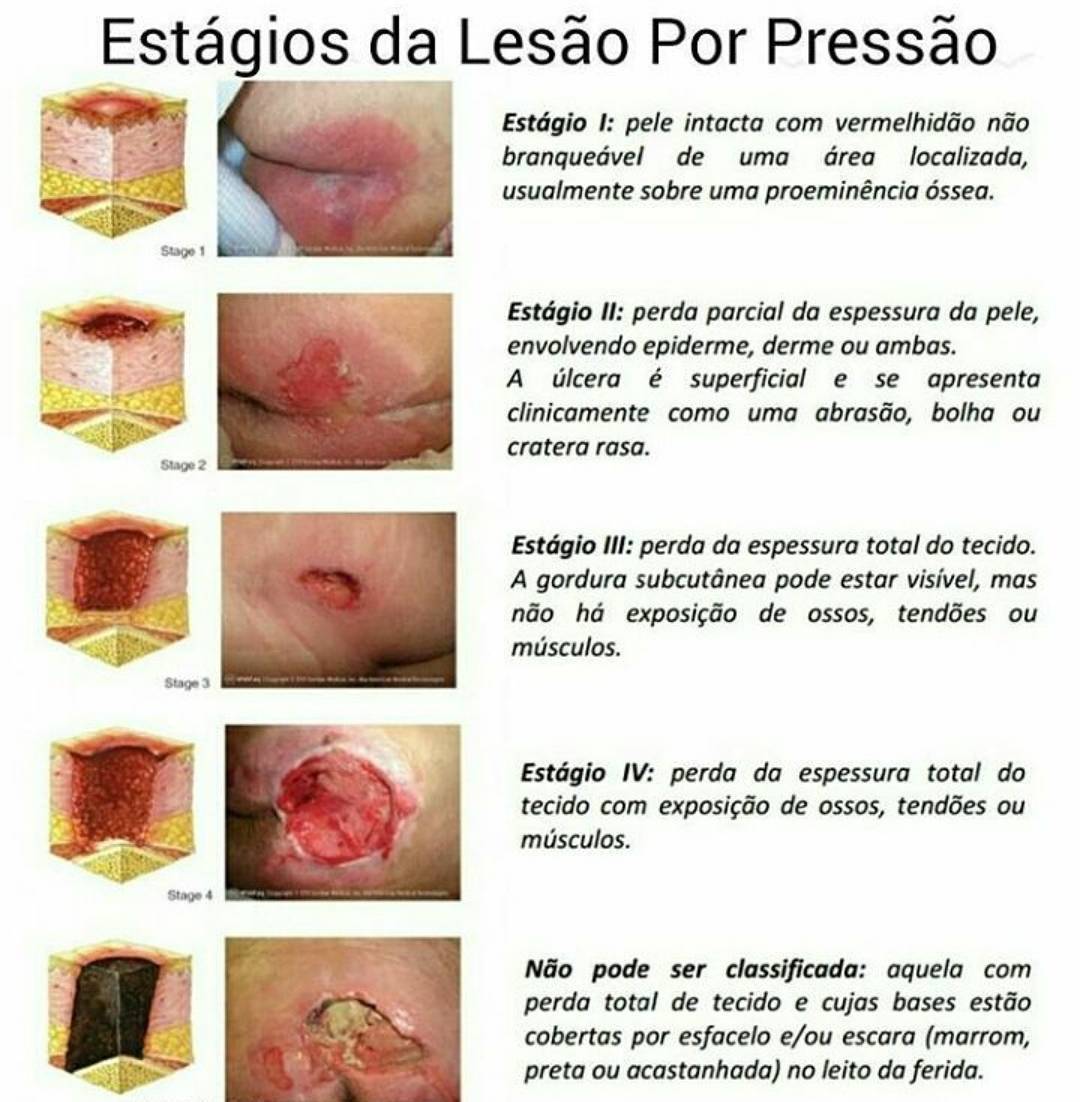 Estágios da Lesão Por Pressão
Estágio I: pele intacta com vermelhidão não
branqueável de uma área localizada,
usualmente sobre uma proeminência óssea.
Stage 1
Estágio II: perda parcial da espessura da pele,
envolvendo epiderme, derme ou ambas.
A úlcera é superficial e se apresenta
clinicamente como uma abrasão, bolha ou
cratera rasa.
Stage 2
Estágio III: perda da espessura total do tecido.
A gordura subcutânea pode estar visível, mas
não há exposição de ossos, tendões ou
músculos.
Stage 3
Estágio IV: perda da espessura total do
tecido com exposição de ossos, tendões ou
músculos.
Stage 4
Não pode ser classificada: aquela com
perda total de tecido e cujas bases estão
cobertas por esfacelo e/ou escara (marrom,
preta ou acastanhada) no leito da ferida.